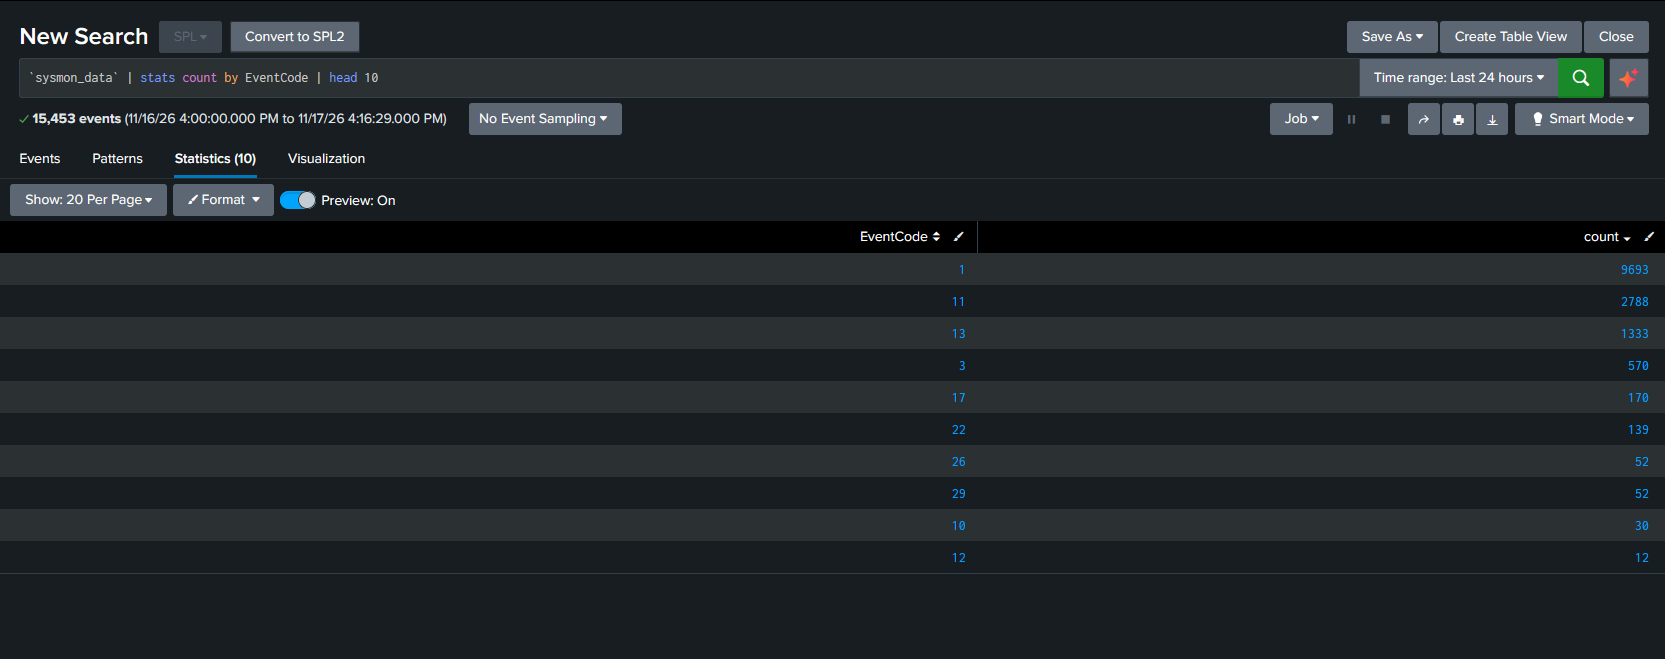 New Search SPL Convert to SPL2 Save As Create Table View Close
`sysmon_data` | stats count by EventCode | head 10 Time range: Last 24 hours
15,453 events (11/16/26 4:00:00.000 PM to 11/17/26 4:16:29.000 PM) No Event Sampling Job Smart Mode
Events Patterns Statistics (10) Visualization
Show: 20 Per Page Format Preview: On
EventCode count
1 9693
11 2788
13 1333
3 570
17 170
22 139
26 52
29 52
10 30
12 12